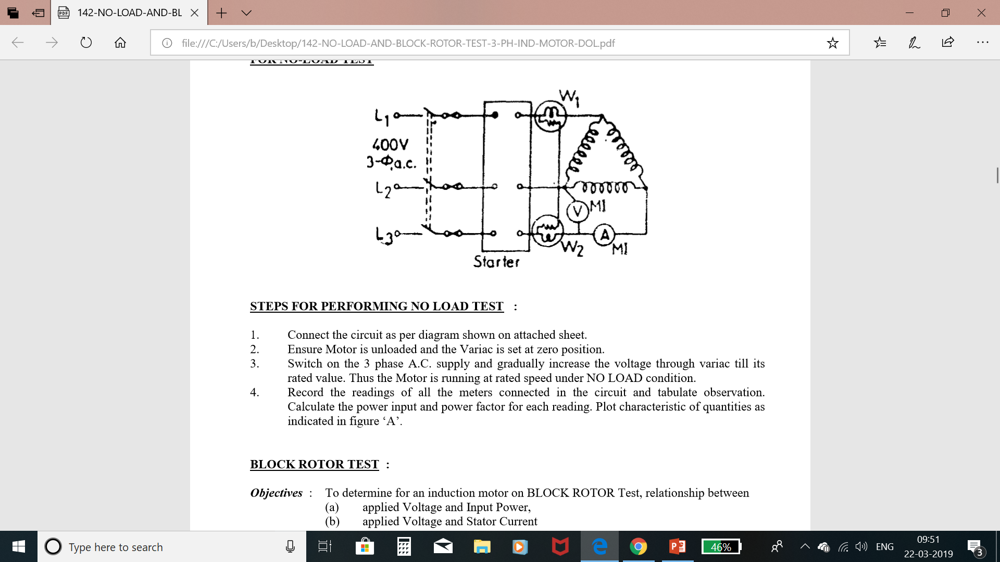 142-NO-LOAD-AND-BL
file:///C:/Users/b/Desktop/142-NO-LOAD-AND-BLOCK-ROTOR-TEST-3-PH-IND-MOTOR-DOL.pdf
FOR NO-LOAD TEST
W1
L1
400V
3-Φ,a.c.
L2
MI
V
L3
A
W2
MI
Starter
STEPS FOR PERFORMING NO LOAD TEST :
1. Connect the circuit as per diagram shown on attached sheet.
2. Ensure Motor is unloaded and the Variac is set at zero position.
3. Switch on the 3 phase A.C. supply and gradually increase the voltage through variac till its
rated value. Thus the Motor is running at rated speed under NO LOAD condition.
4. Record the readings of all the meters connected in the circuit and tabulate observation.
Calculate the power input and power factor for each reading. Plot characteristic of quantities as
indicated in figure ‘A’.
BLOCK ROTOR TEST :
Objectives : To determine for an induction motor on BLOCK ROTOR Test, relationship between
(a) applied Voltage and Input Power,
(b) applied Voltage and Stator Current
Type here to search
46%
ENG
09:51
22-03-2019
3